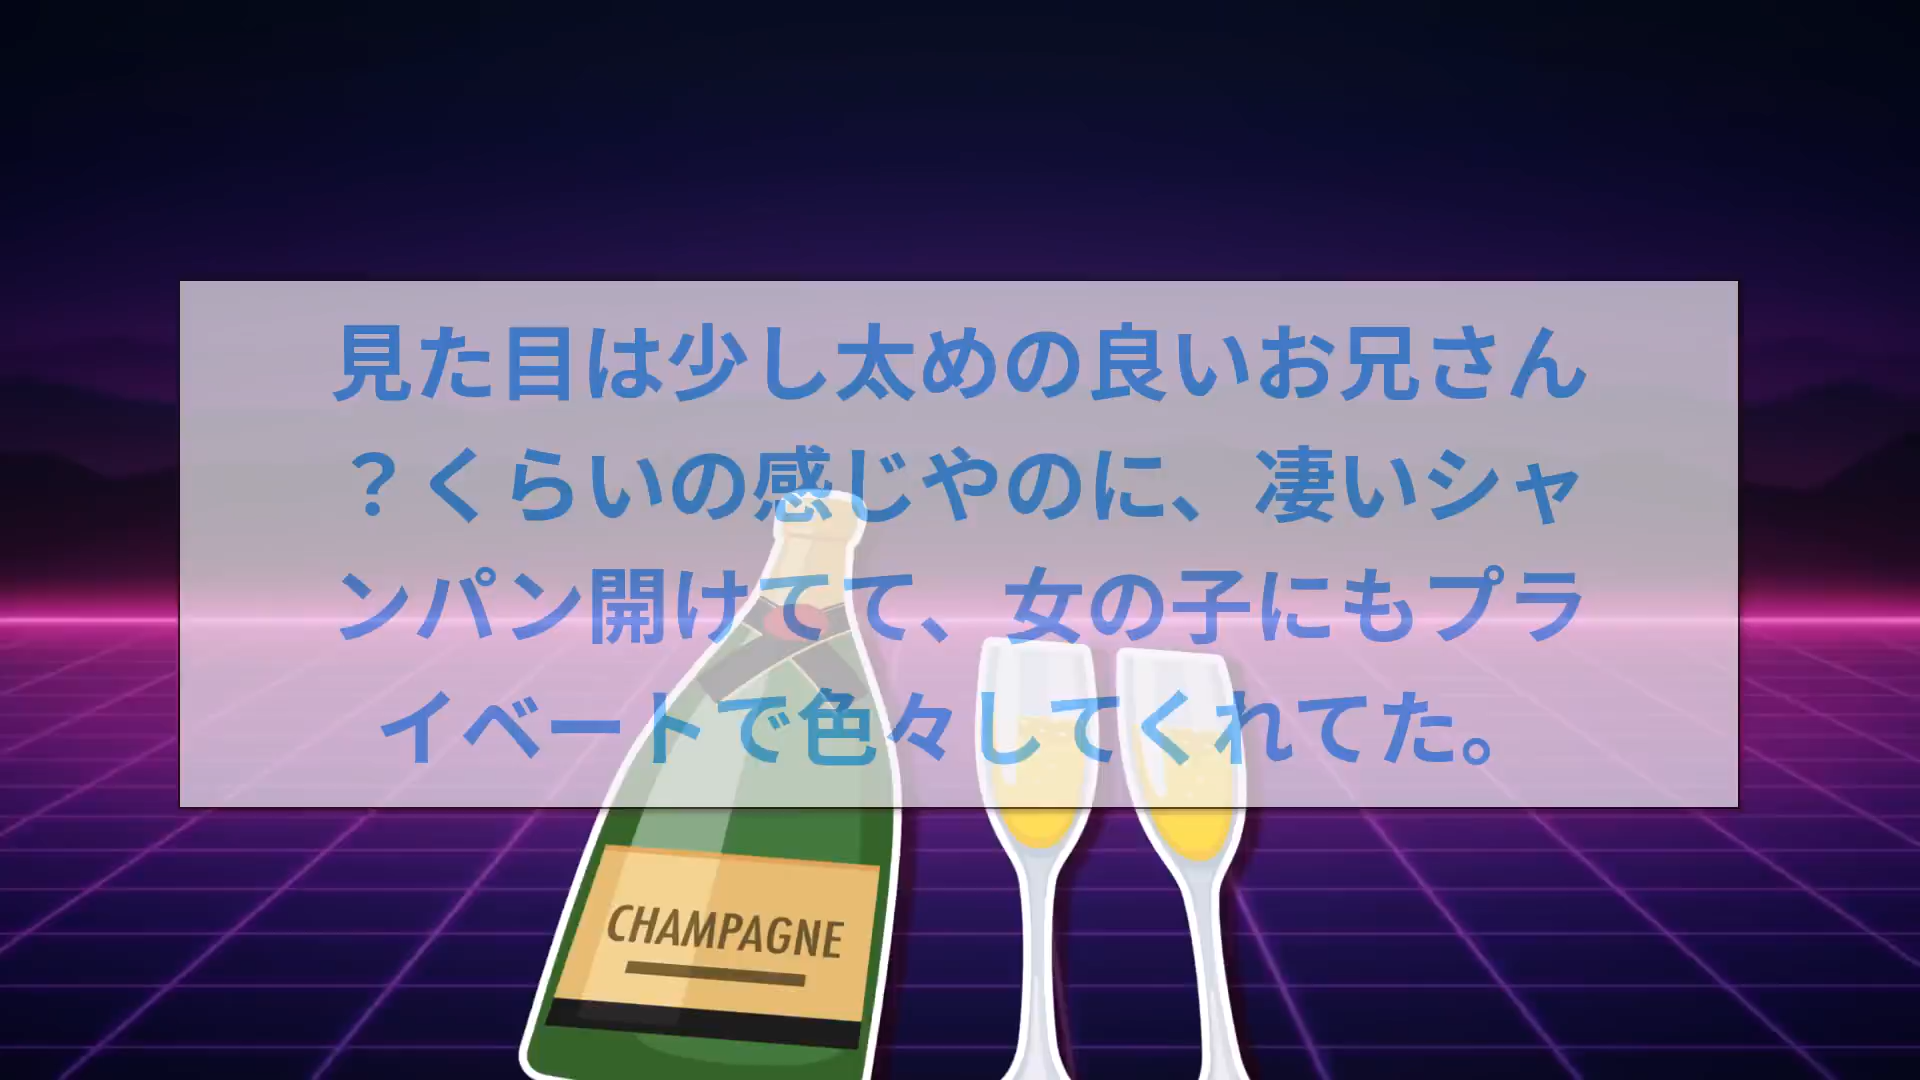 見た目は少し太めの良いお兄さん
？くらいの感じやのに、凄いシャ
ンパン開けてて、女の子にもプラ
イベートで色々してくれてた。
CHAMPAGNE